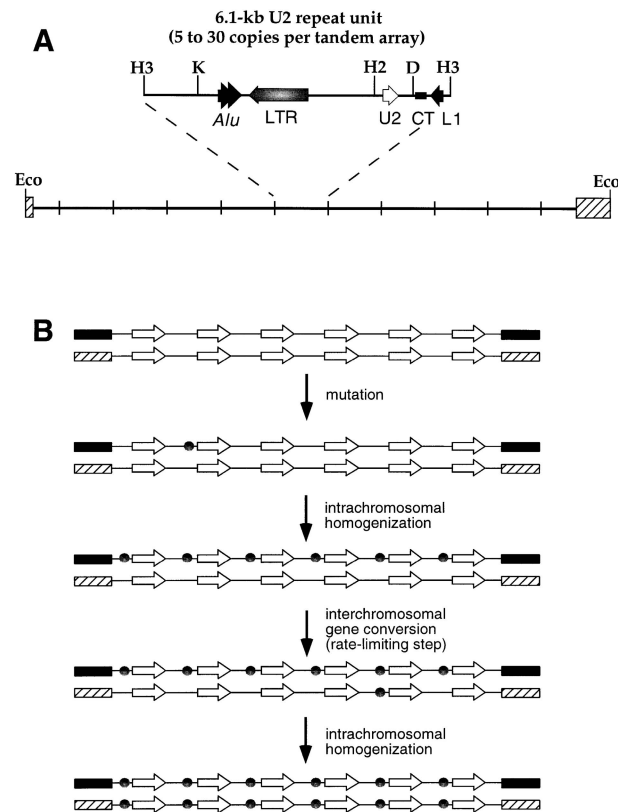 A
6.1-kb U2 repeat unit
(5 to 30 copies per tandem array)
H3 K H2 D H3
Alu LTR U2 CT L1
Eco Eco
B
mutation
intrachromosomal
homogenization
interchromosomal
gene conversion
(rate-limiting step)
intrachromosomal
homogenization